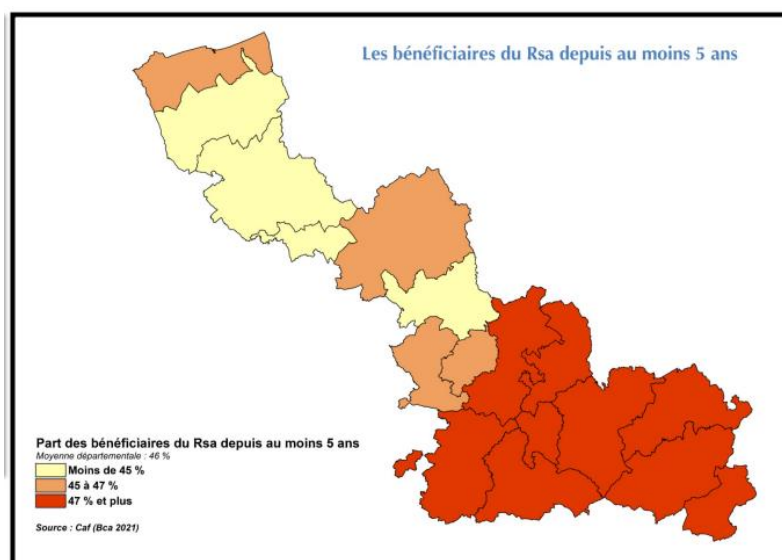 Les bénéficiaires du Rsa depuis au moins 5 ans
Part des bénéficiaires du Rsa depuis au moins 5 ans
Moyenne départementale : 46 %
Moins de 45 %
45 à 47 %
47 % et plus
Source : Caf (Bca 2021)